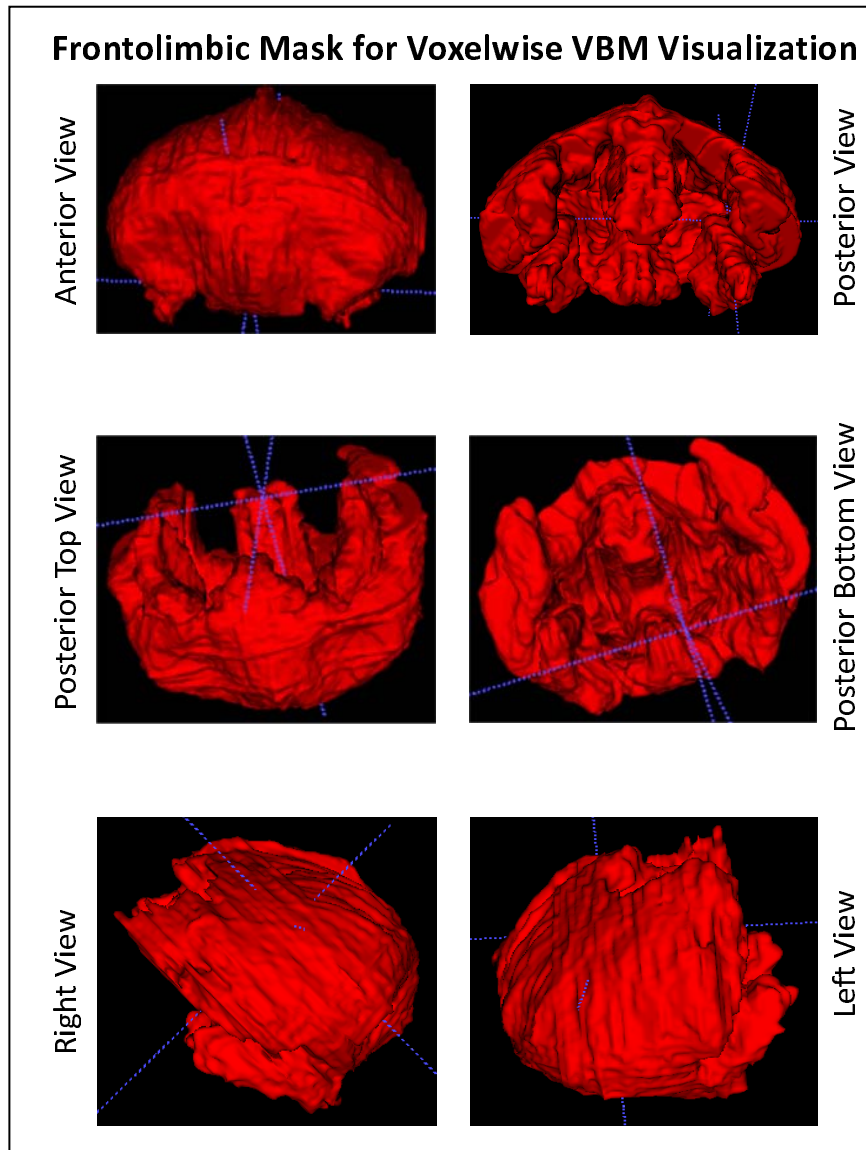 Frontolimbic Mask for Voxelwise VBM Visualization
Anterior View
Posterior View
Posterior Top View
Posterior Bottom View
Right View
Left View